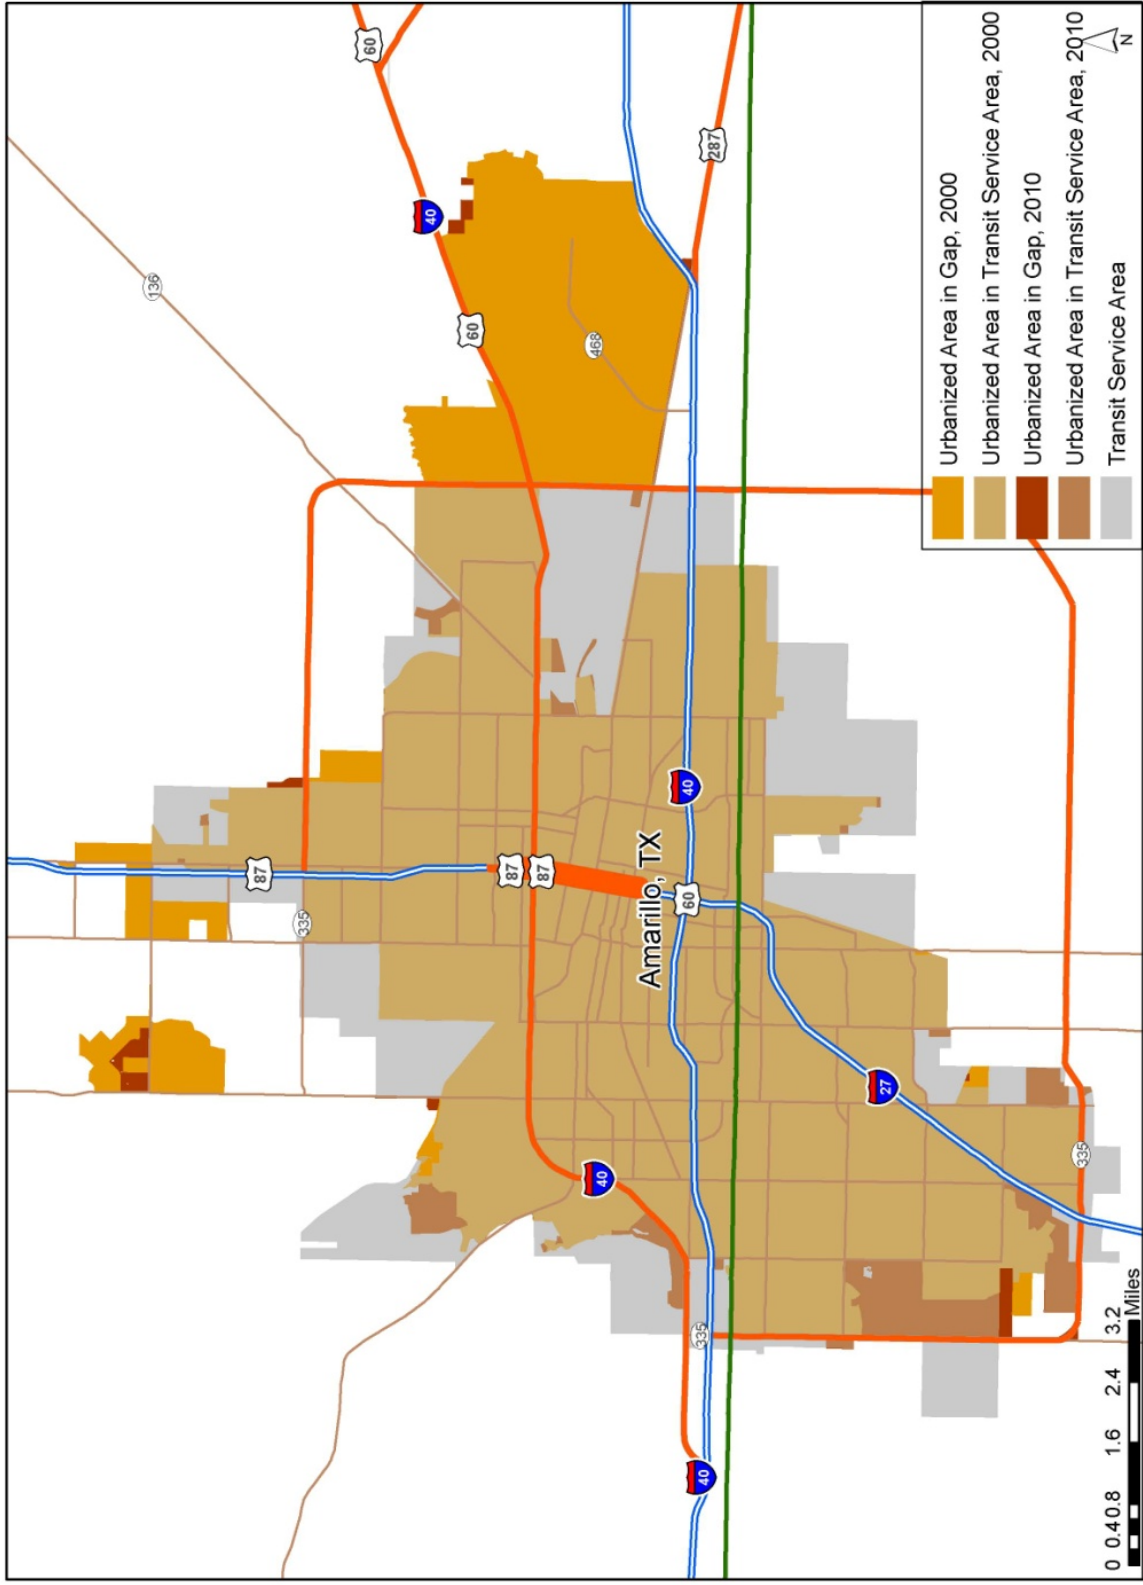 60
136
40
60
287
468
87
335
87
87
40
Amarillo, TX
60
27
40
335
335
40
Urbanized Area in Gap, 2000
Urbanized Area in Transit Service Area, 2000
Urbanized Area in Gap, 2010
Urbanized Area in Transit Service Area, 2010
Transit Service Area
N
0 0.4 0.8 1.6 2.4 3.2
Miles